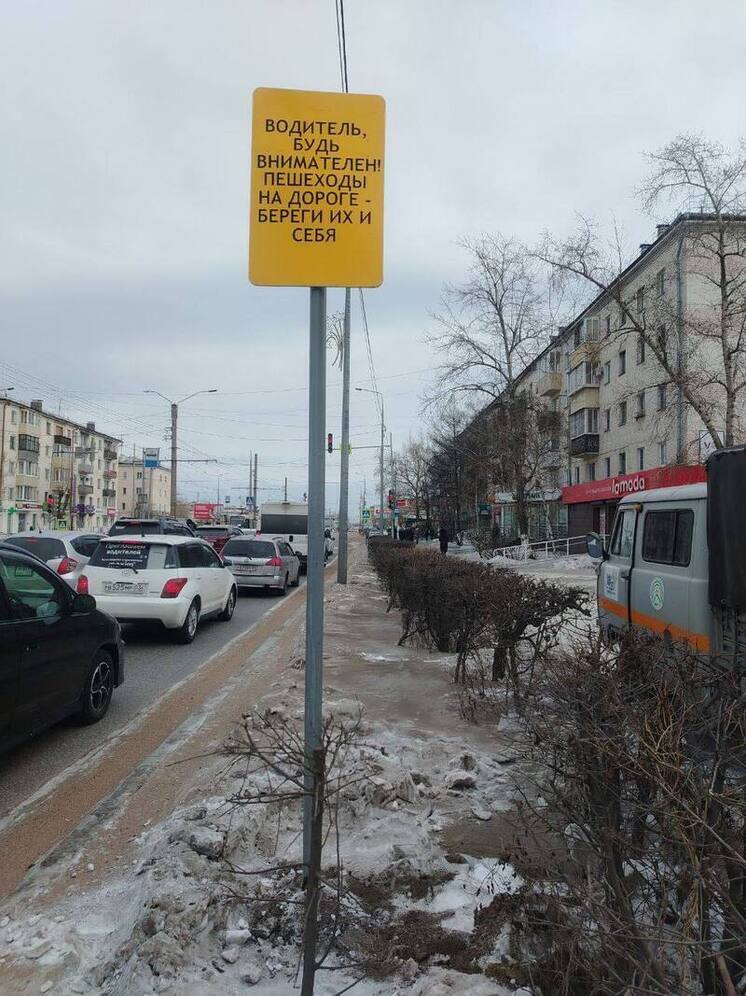 ВОДИТЕЛЬ,
БУДЬ
ВНИМАТЕЛЕН!
ПЕШЕХОДЫ
НА ДОРОГЕ -
БЕРЕГИ ИХ И
СЕБЯ
lamoda